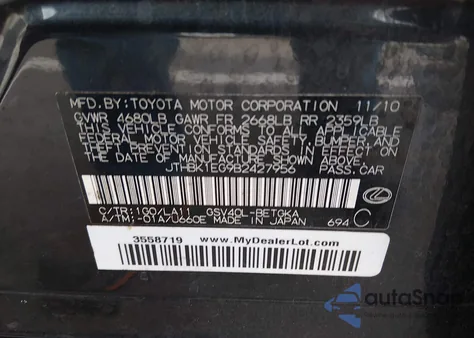 MFD.BY:TOYOTA MOTOR CORPORATION 11/10
GVWR 4680LB GAWR FR 2668LB RR 2359LB
THIS VEHICLE CONFORMS TO ALL APPLICABLE
FEDERAL MOTOR VEHICLE SAFETY, BUMPER, AND
THEFT PREVENTION STANDARDS IN EFFECT ON
THE DATE OF MANUFACTURE SHOWN ABOVE.
JTHBK1EG9B2427956 PASS.CAR
C/TR:1G0/LA11 GSV40L-BETGKA
A/TM:-01A/U660E MADE IN JAPAN 694 C
3558719 www.MyDealerLot.com
autaSnap